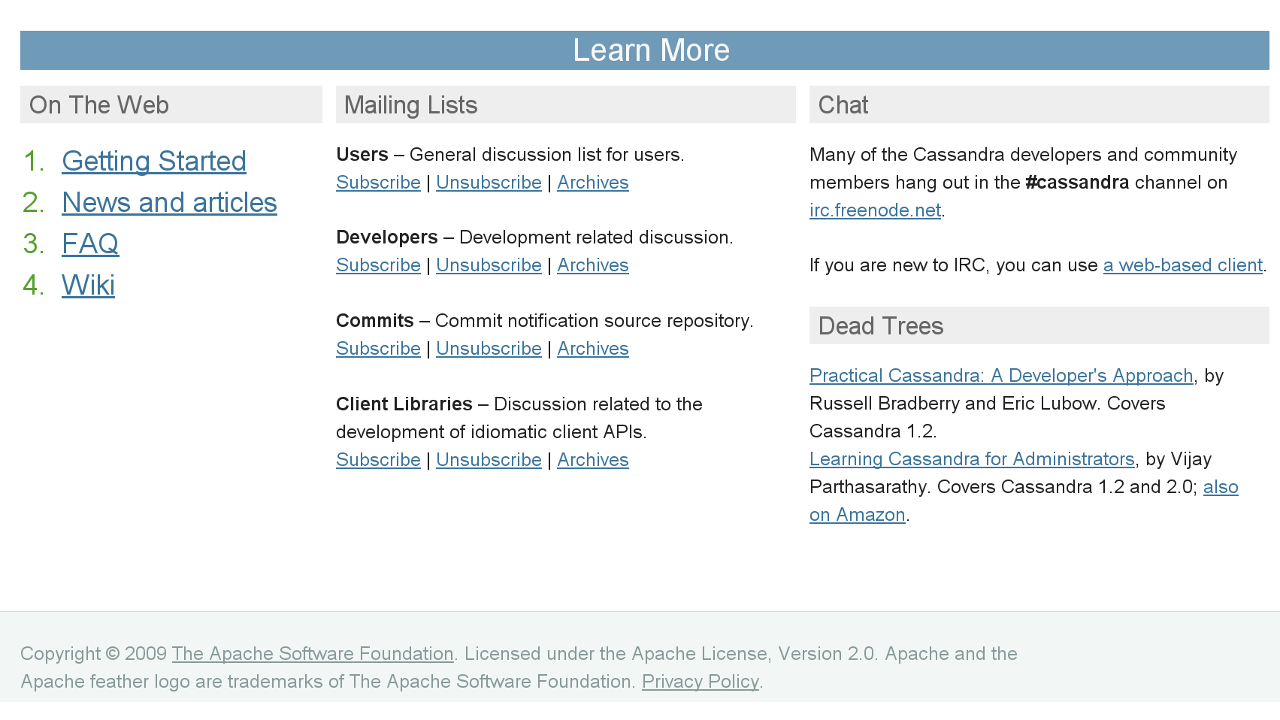 Learn More
On The Web
1. Getting Started
2. News and articles
3. FAQ
4. Wiki
Mailing Lists
Users – General discussion list for users.
Subscribe | Unsubscribe | Archives
Developers – Development related discussion.
Subscribe | Unsubscribe | Archives
Commits – Commit notification source repository.
Subscribe | Unsubscribe | Archives
Client Libraries – Discussion related to the
development of idiomatic client APIs.
Subscribe | Unsubscribe | Archives
Chat
Many of the Cassandra developers and community
members hang out in the #cassandra channel on
irc.freenode.net.
If you are new to IRC, you can use a web-based client.
Dead Trees
Practical Cassandra: A Developer's Approach, by
Russell Bradberry and Eric Lubow. Covers
Cassandra 1.2.
Learning Cassandra for Administrators, by Vijay
Parthasarathy. Covers Cassandra 1.2 and 2.0; also
on Amazon.
Copyright © 2009 The Apache Software Foundation. Licensed under the Apache License, Version 2.0. Apache and the
Apache feather logo are trademarks of The Apache Software Foundation. Privacy Policy.